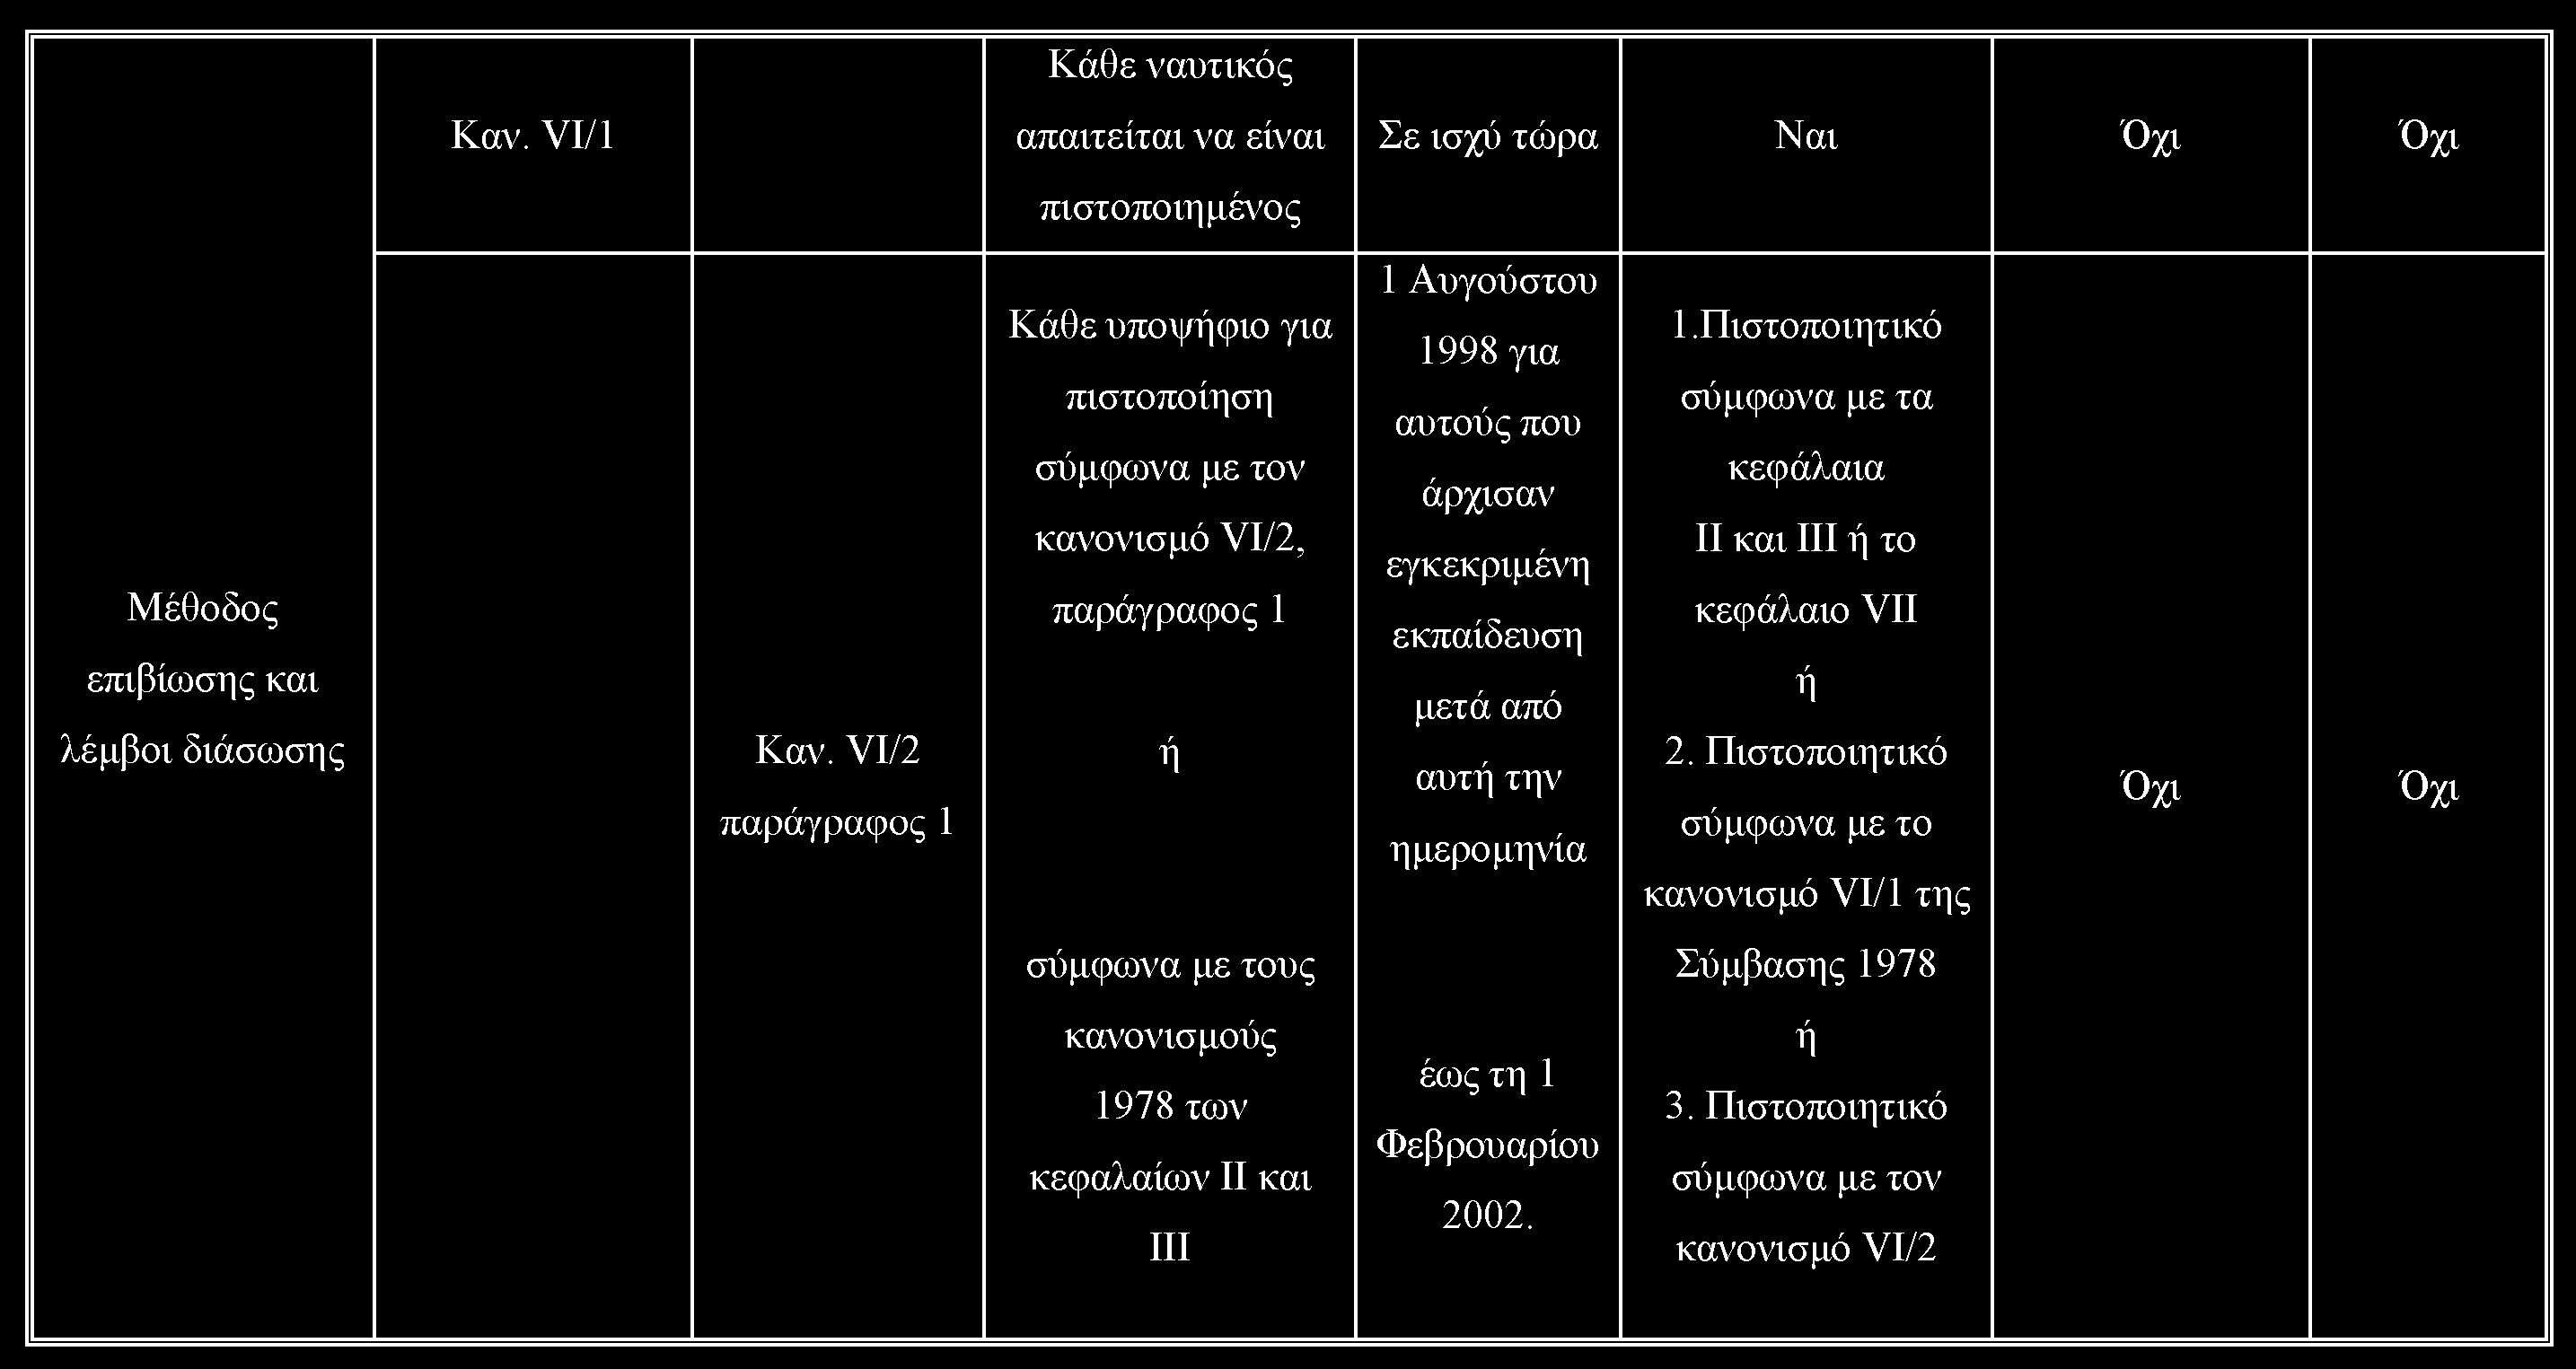 Μέθοδος
επιβίωσης και
λέμβοι διάσωσης
Καν. VI/1
Κάθε ναυτικός
απαιτείται να είναι
πιστοποιημένος
Σε ισχύ τώρα
Ναι
Όχι
Όχι
Καν. VI/2
παράγραφος 1
Κάθε υποψήφιο για
πιστοποίηση
σύμφωνα με τον
κανονισμό VI/2,
παράγραφος 1
ή
σύμφωνα με τους
κανονισμούς
1978 των
κεφαλαίων II και
III
1 Αυγούστου
1998 για
αυτούς που
άρχισαν
εγκεκριμένη
εκπαίδευση
μετά από
αυτή την
ημερομηνία
έως τη 1
Φεβρουαρίου
2002.
1.Πιστοποιητικό
σύμφωνα με τα
κεφάλαια
II και III ή το
κεφάλαιο VII
ή
2. Πιστοποιητικό
σύμφωνα με το
κανονισμό VI/1 της
Σύμβασης 1978
ή
3. Πιστοποιητικό
σύμφωνα με τον
κανονισμό VI/2
Όχι
Όχι